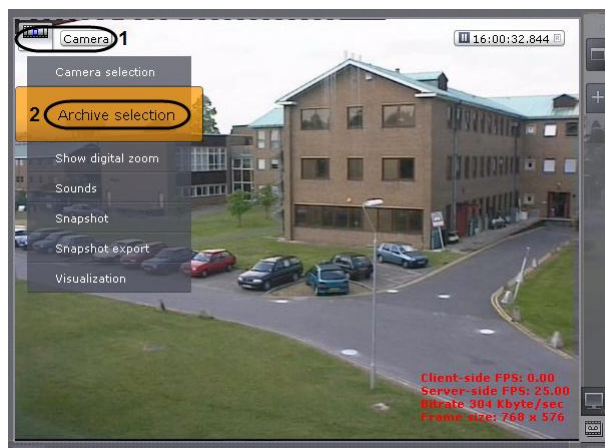 Camera 1
16:00:32.844
Camera selection
2 Archive selection
Show digital zoom
Sounds
Snapshot
Snapshot export
Visualization
Client-side FPS: 0.00
Server-side FPS: 25.00
Bitrate 304 Kbyte/sec
Frame size: 768 x 576